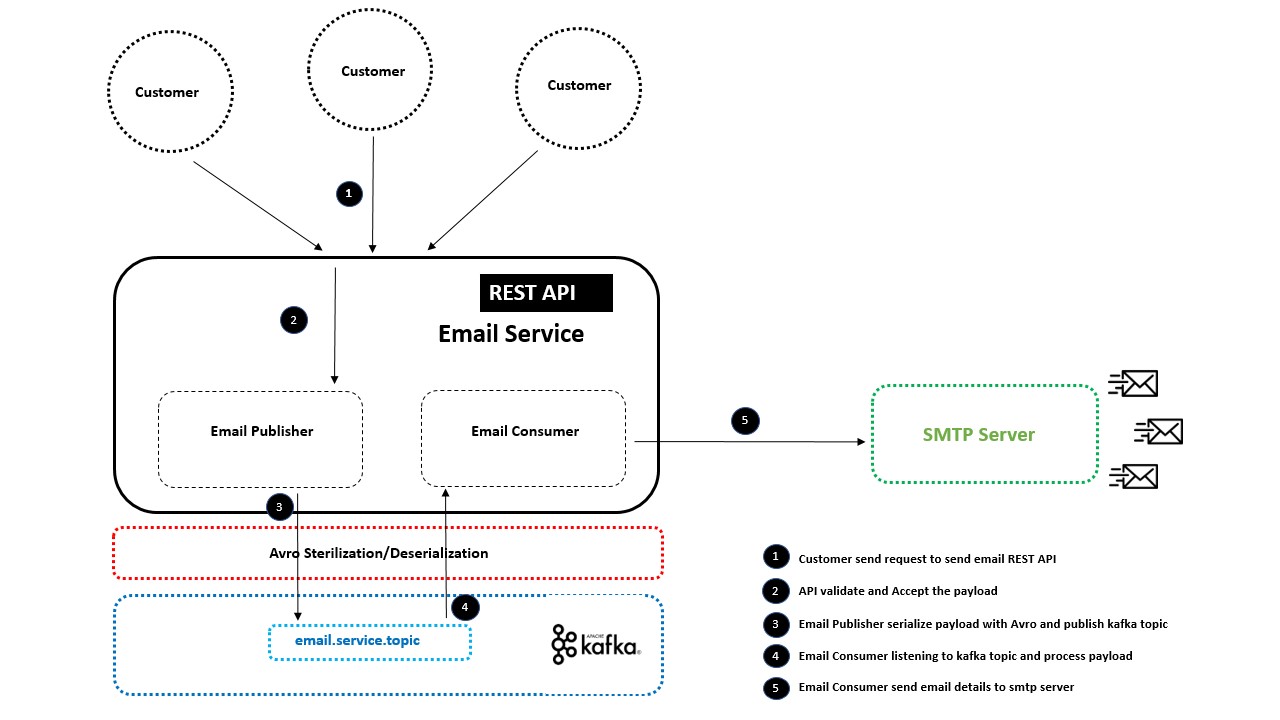 Customer
Customer
Customer
1
REST API
Email Service
2
Email Publisher
Email Consumer
5
SMTP Server
3
Avro Sterilization/Deserialization
4
email.service.topic
APACHE
kafka®
1 Customer send request to send email REST API
2 API validate and Accept the payload
3 Email Publisher serialize payload with Avro and publish kafka topic
4 Email Consumer listening to kafka topic and process payload
5 Email Consumer send email details to smtp server